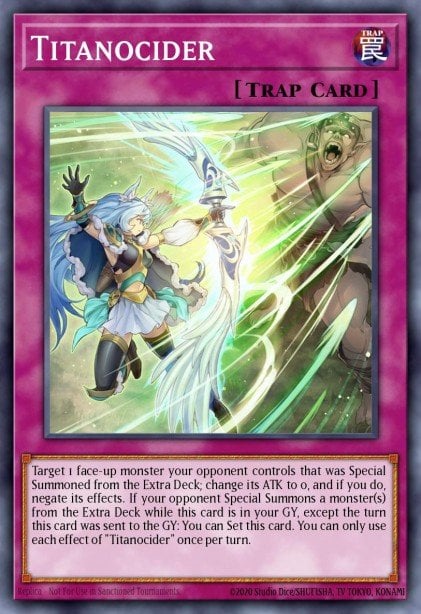 TITANOCIDER
TRAP
罠
[TRAP CARD]
Target 1 face-up monster your opponent controls that was Special
Summoned from the Extra Deck; change its ATK to 0, and if you do,
negate its effects. If your opponent Special Summons a monster(s)
from the Extra Deck while this card is in your GY, except the turn
this card was sent to the GY: You can Set this card. You can only use
each effect of "Titanocider" once per turn.
Replica - Not For Use in Sanctioned Tournaments
©2020 Studio Dice/SHUEISHA, TV TOKYO, KONAMI